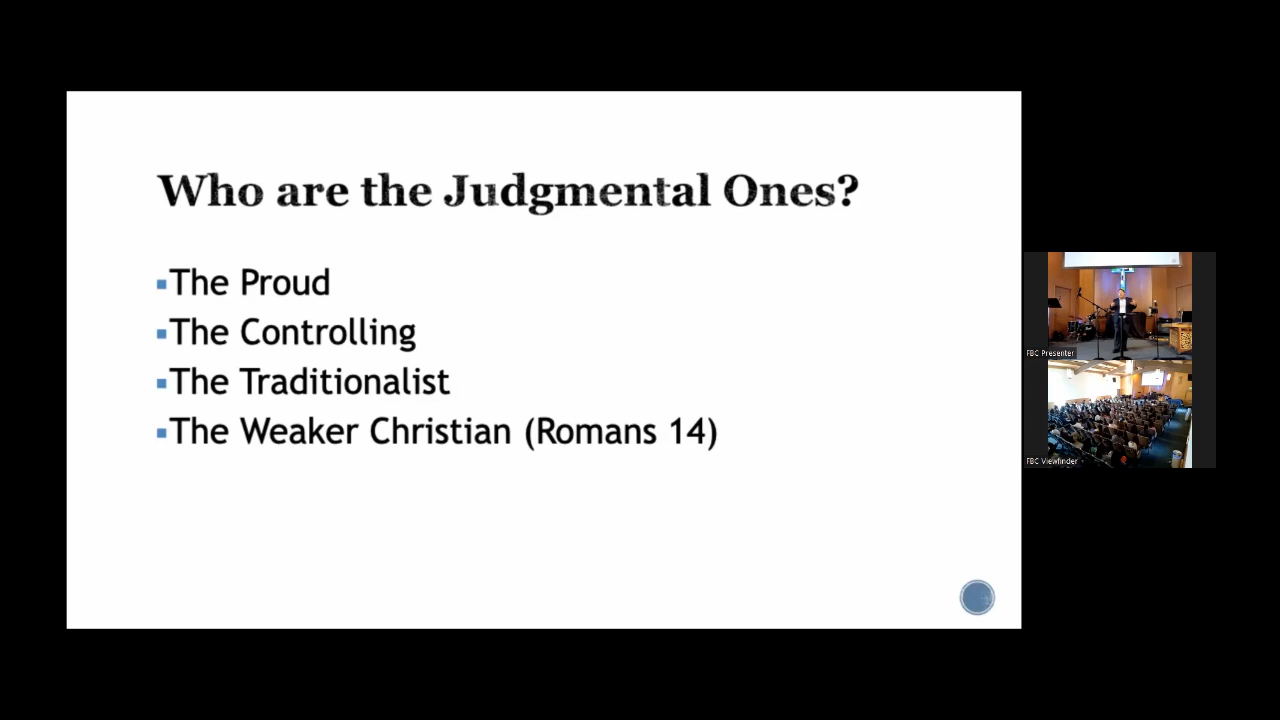 Who are the Judgmental Ones?
▪The Proud
▪The Controlling
▪The Traditionalist
▪The Weaker Christian (Romans 14)
FBC Presenter
FBC Viewfinder